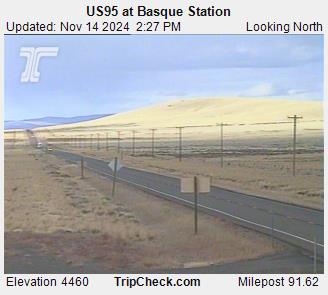 US95 at Basque Station
Updated: Nov 14 2024 2:27 PM Looking North
Elevation 4460 TripCheck.com Milepost 91.62